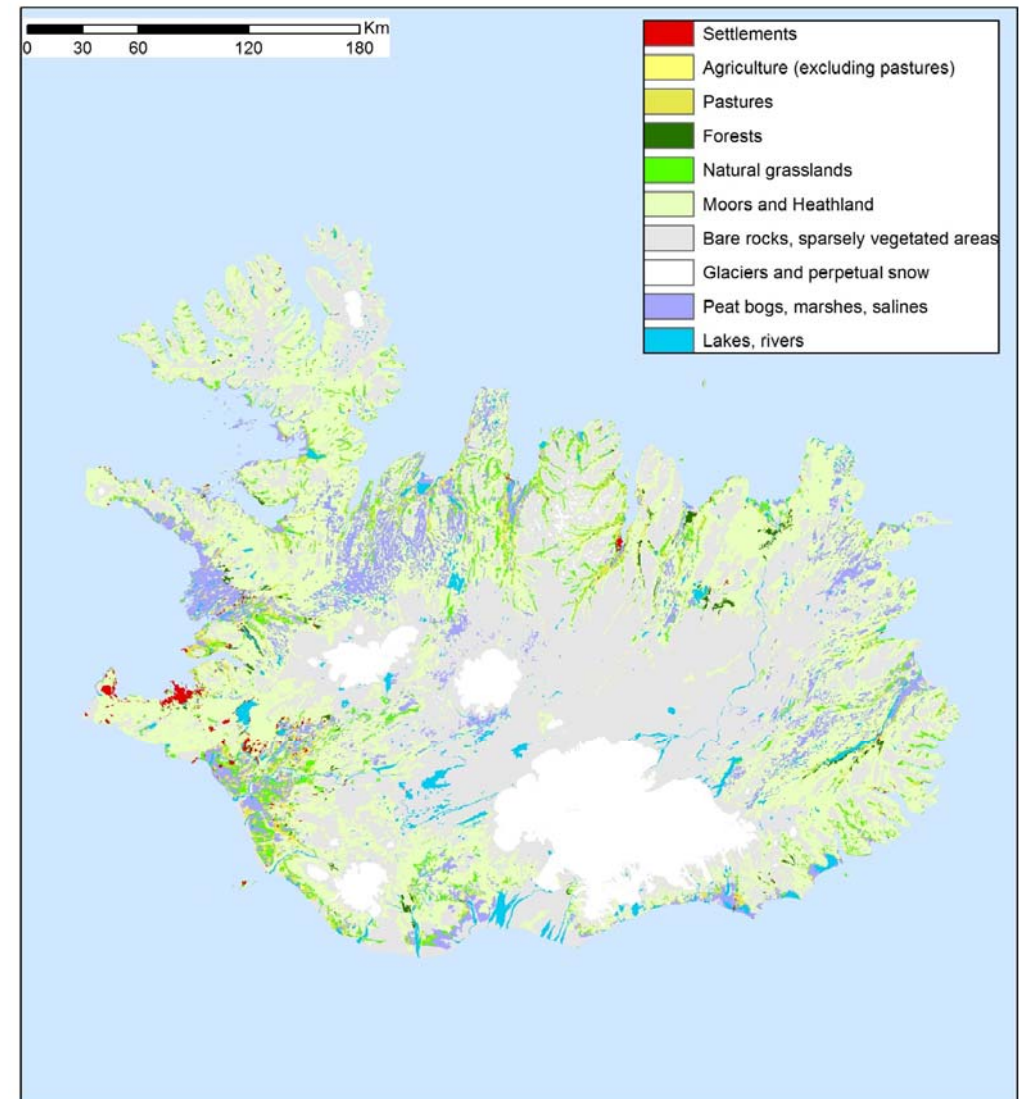 Km
0 30 60 120 180
Settlements
Agriculture (excluding pastures)
Pastures
Forests
Natural grasslands
Moors and Heathland
Bare rocks, sparsely vegetated areas
Glaciers and perpetual snow
Peat bogs, marshes, salines
Lakes, rivers